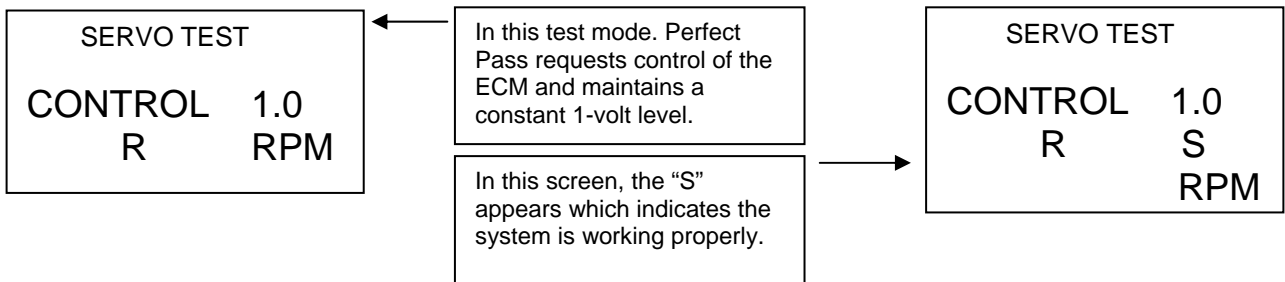 SERVO TEST
CONTROL 1.0
R RPM
In this test mode. Perfect
Pass requests control of the
ECM and maintains a
constant 1-volt level.
In this screen, the “S”
appears which indicates the
system is working properly.
SERVO TEST
CONTROL 1.0
R S
RPM